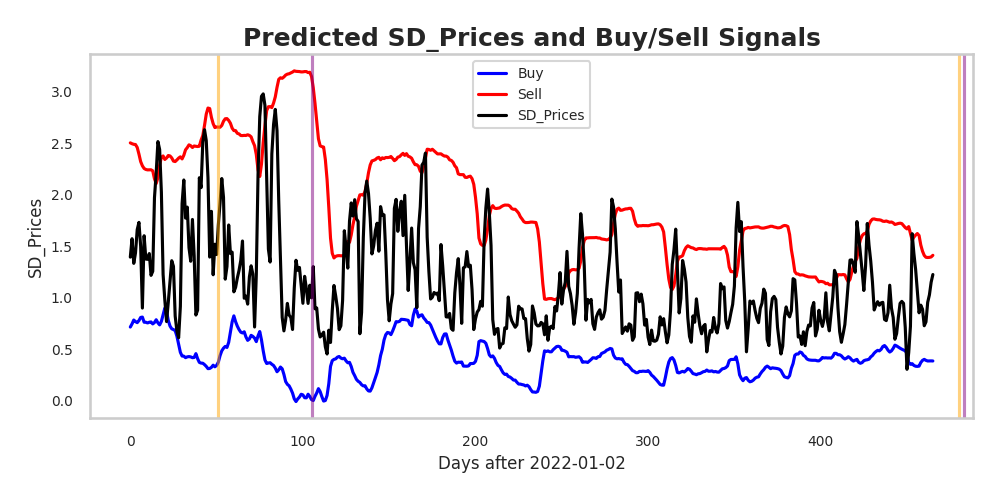 Predicted SD_Prices and Buy/Sell Signals
Buy
Sell
SD_Prices
SD_Prices
3.0
2.5
2.0
1.5
1.0
0.5
0.0
0 100 200 300 400
Days after 2022-01-02